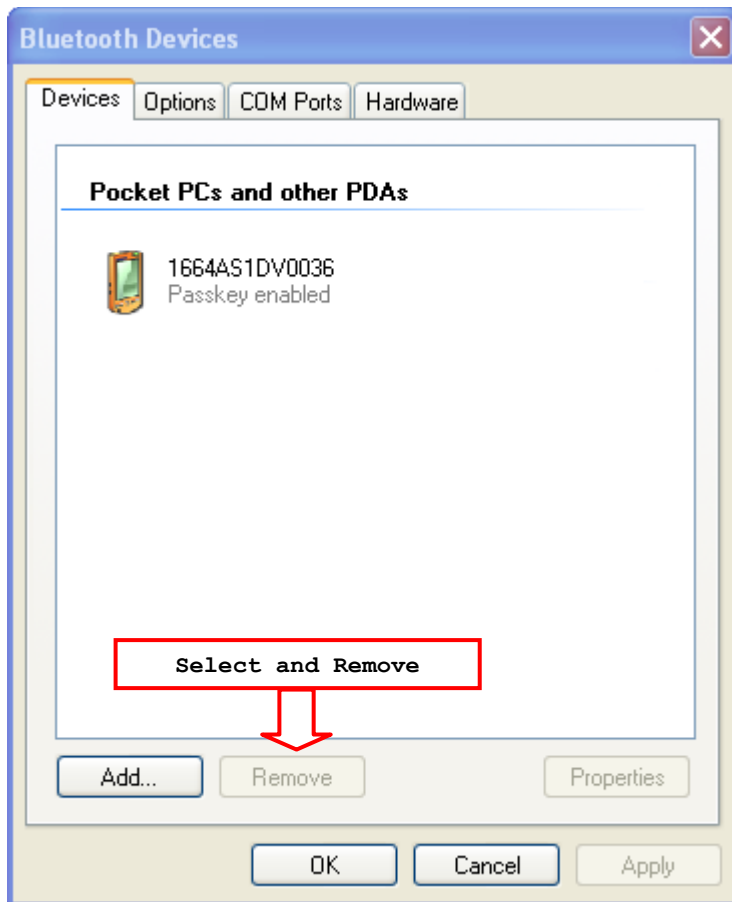 Bluetooth Devices
Devices Options COM Ports Hardware
Pocket PCs and other PDAs
1664AS1DV0036
Passkey enabled
Select and Remove
Add... Remove Properties
OK Cancel Apply